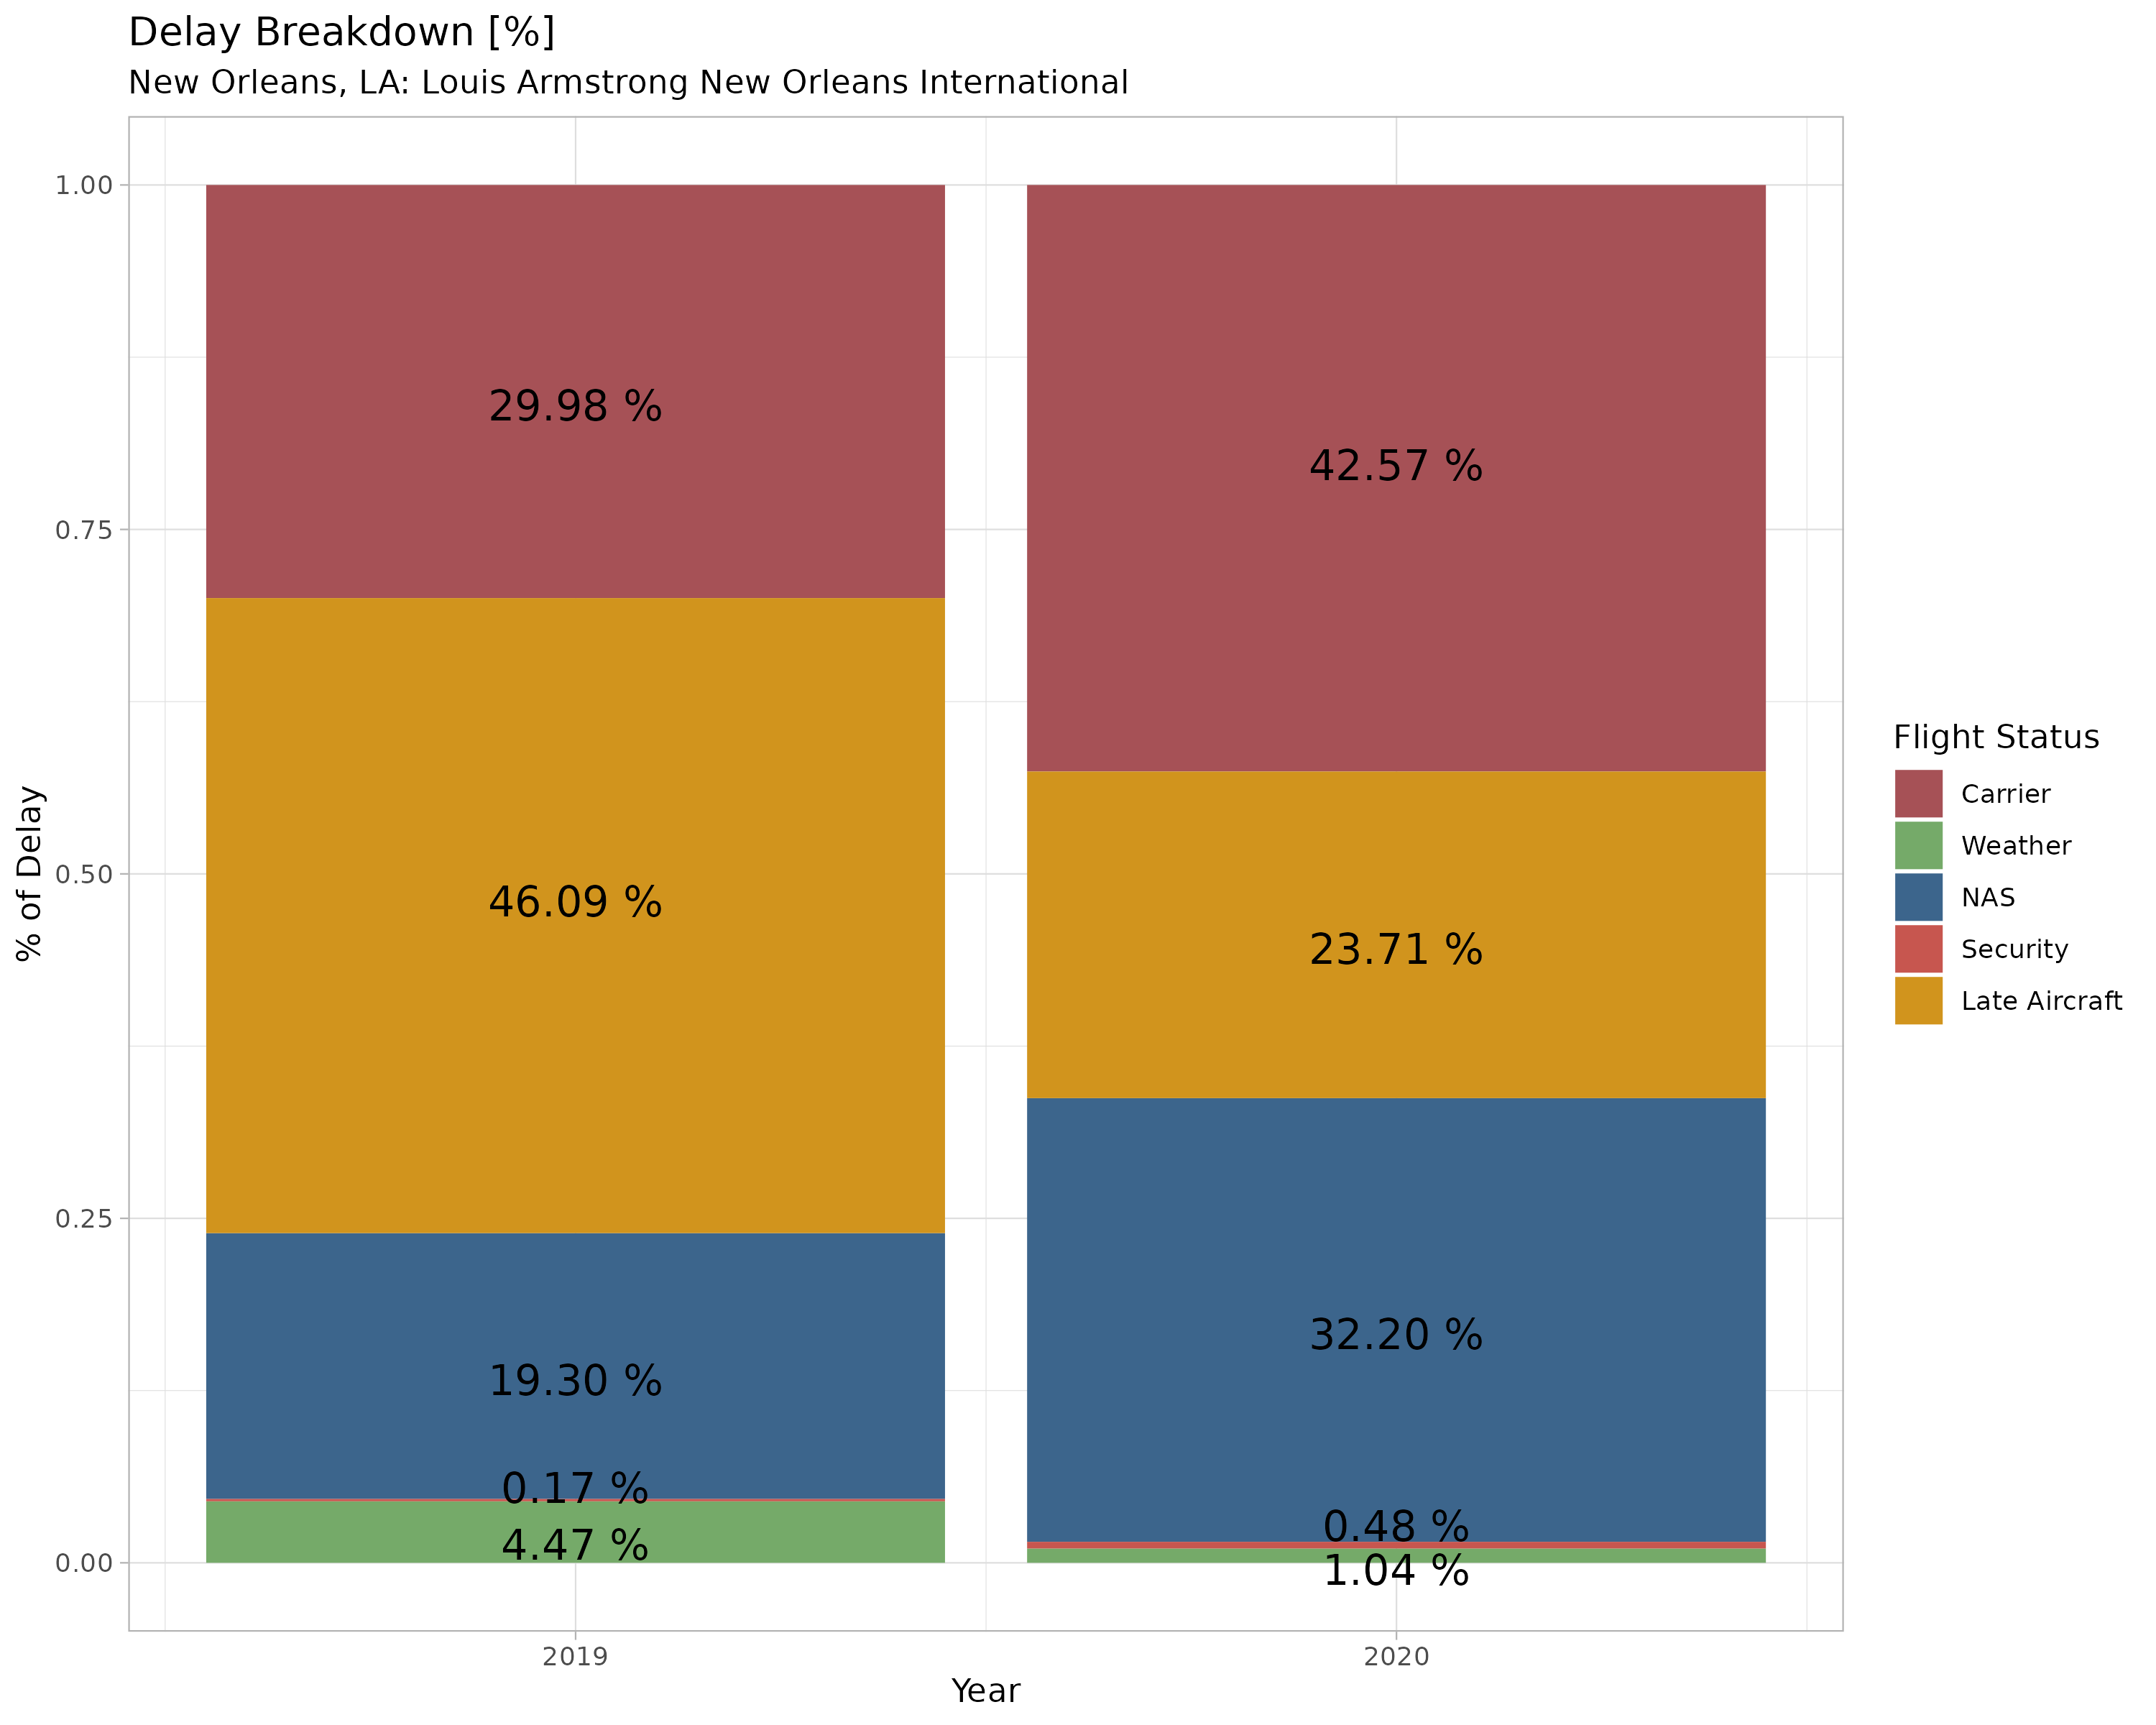 Delay Breakdown [%]
New Orleans, LA: Louis Armstrong New Orleans International
% of Delay
1.00
0.75
0.50
0.25
0.00
29.98 %
46.09 %
19.30 %
0.17 %
4.47 %
42.57 %
23.71 %
32.20 %
0.48 %
1.04 %
2019
2020
Year
Flight Status
Carrier
Weather
NAS
Security
Late Aircraft